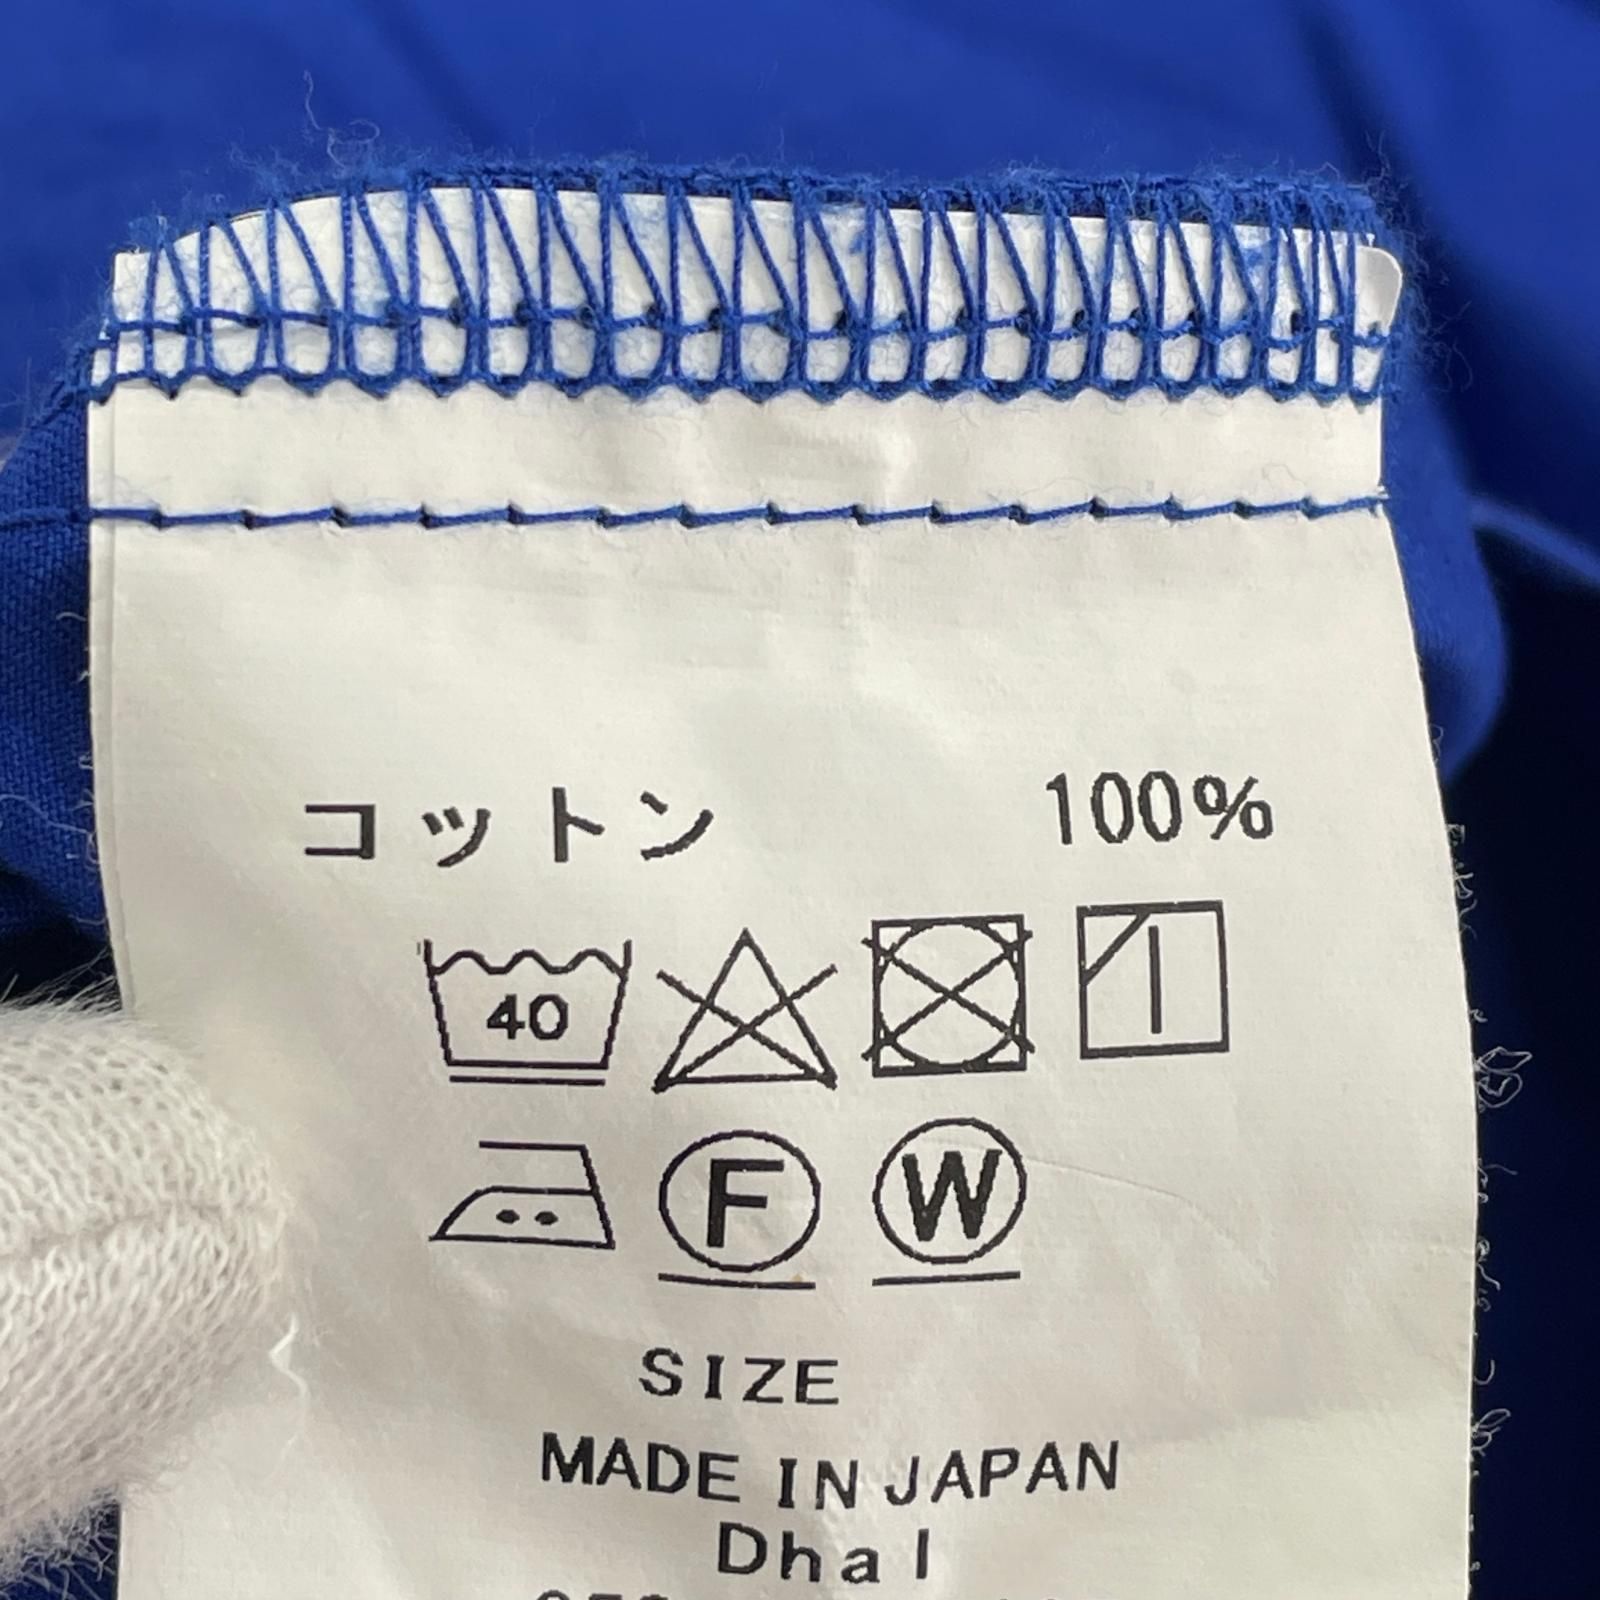 コットン 100%
40
F W
SIZE
MADE IN JAPAN
Dhal